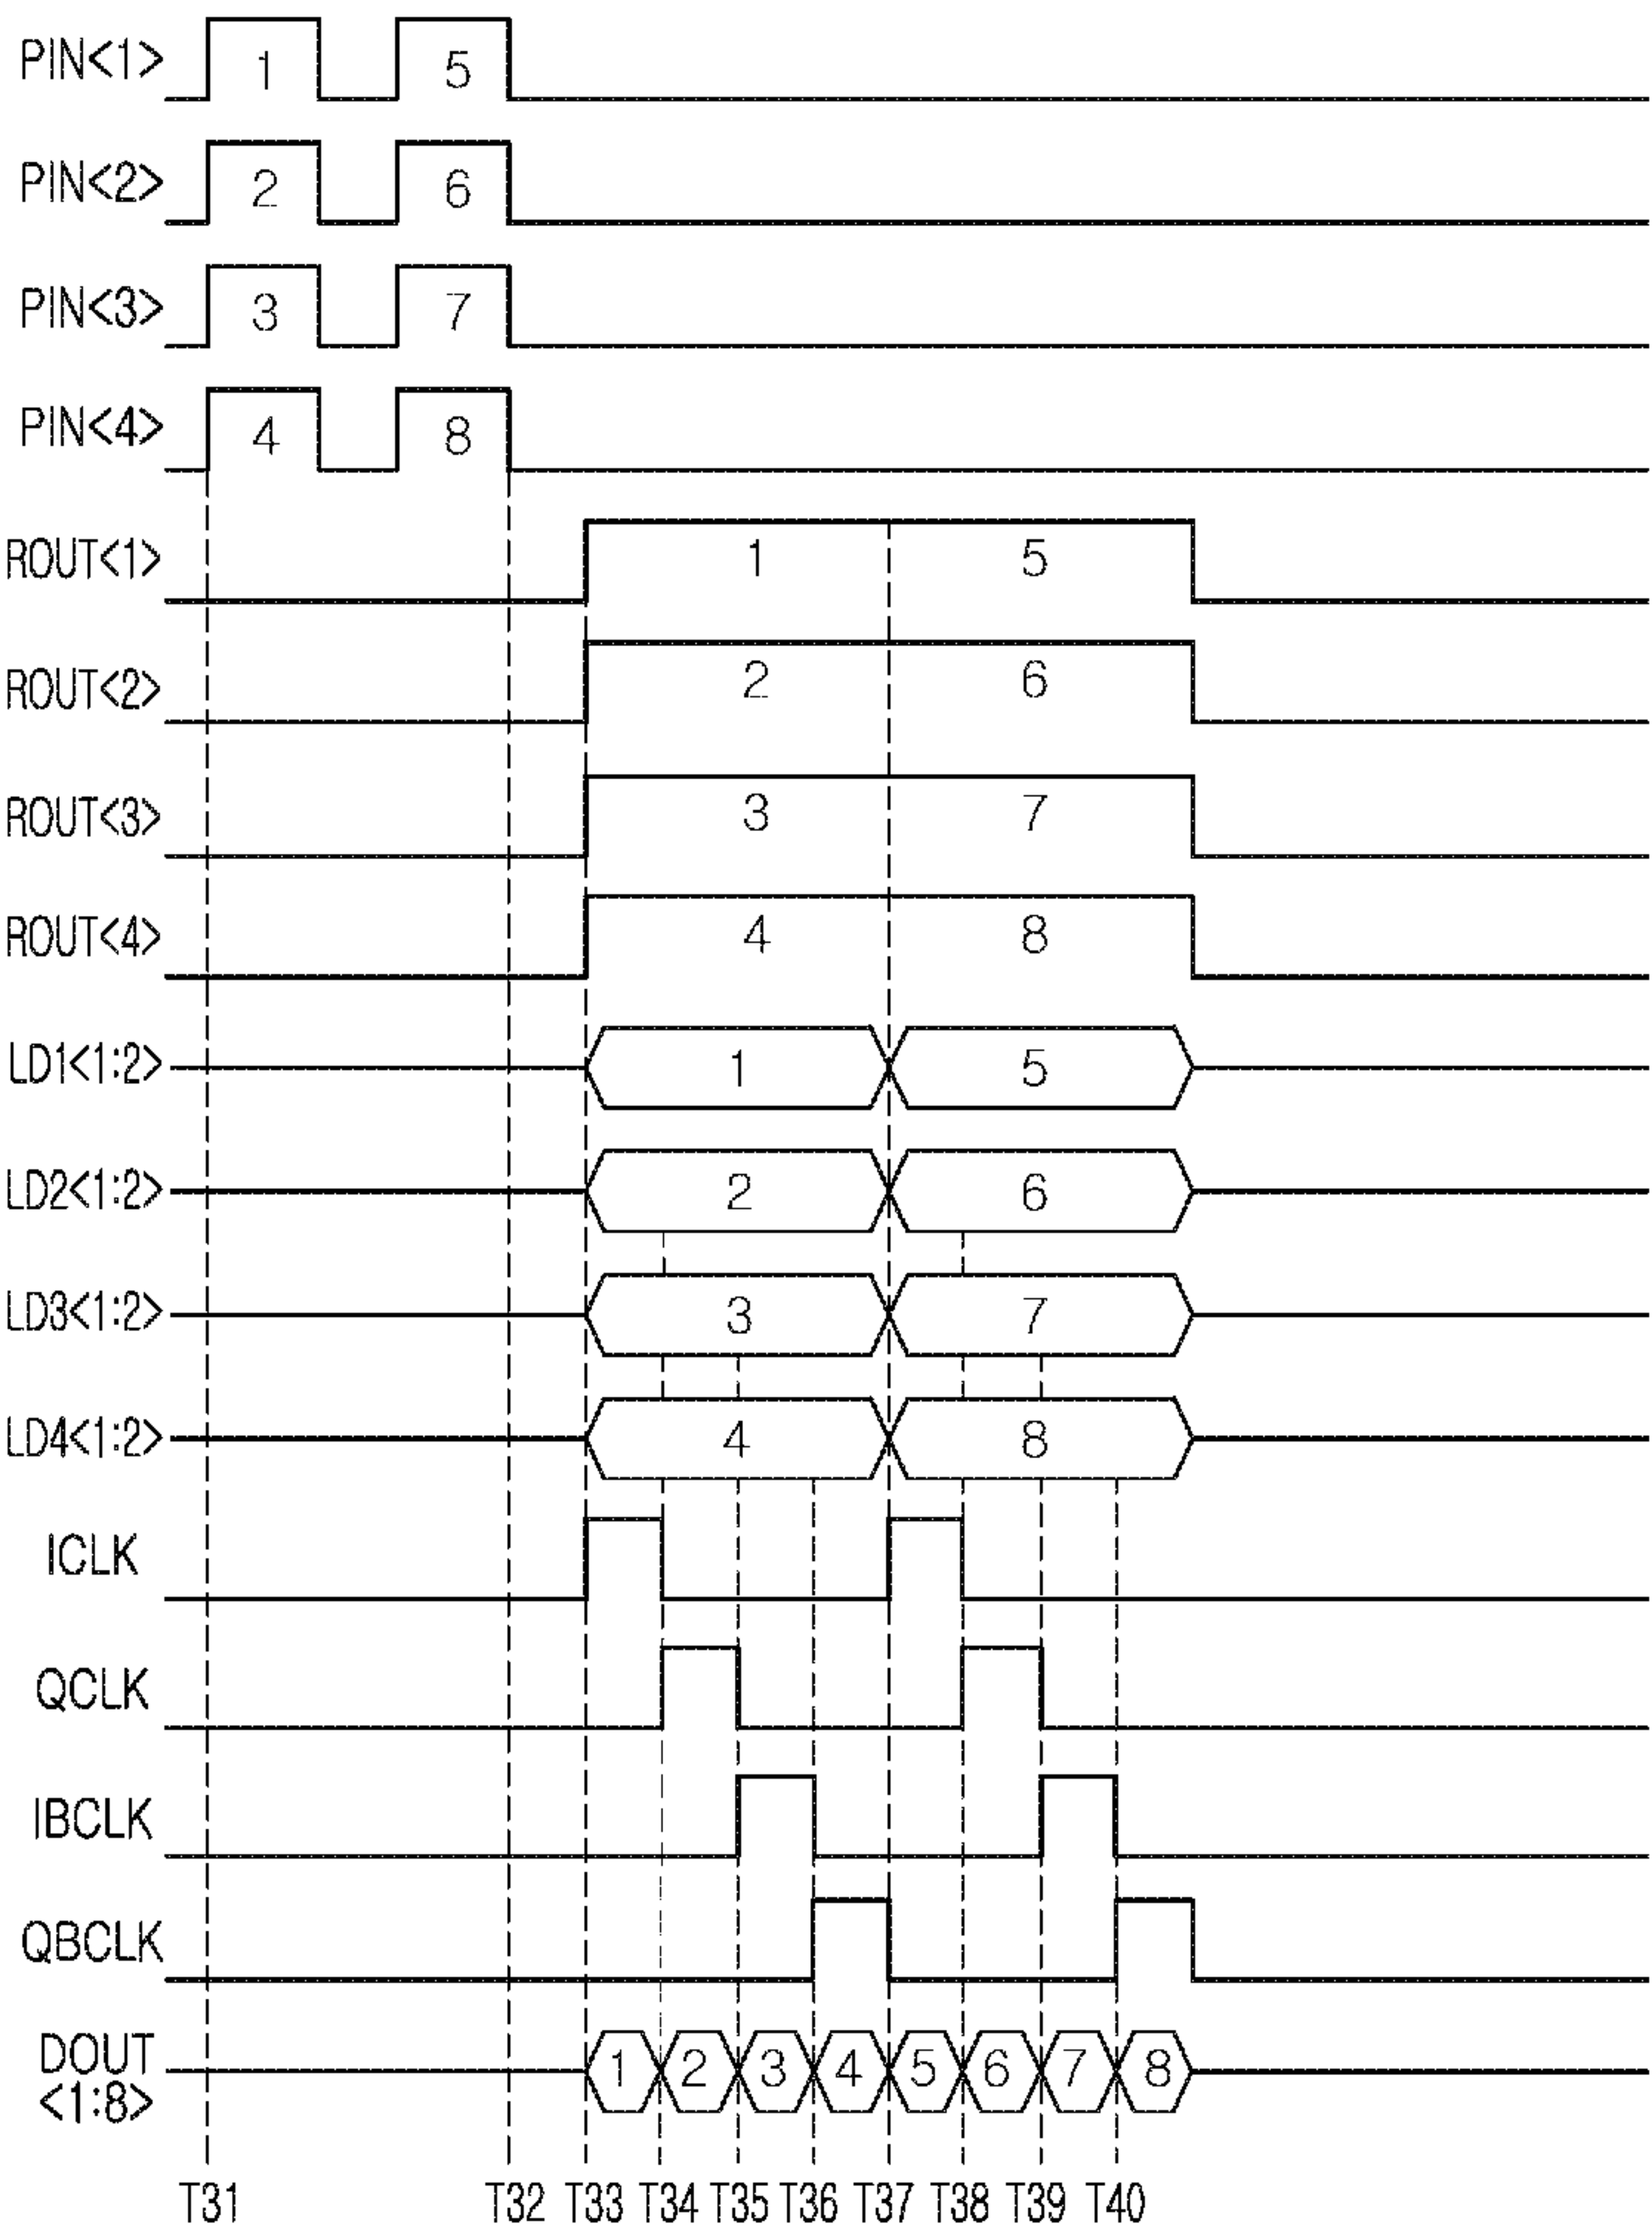 PIN<1> 1 5
PIN<2> 2 6
PIN<3> 3 7
PIN<4> 4 8
ROUT<1> 1 5
ROUT<2> 2 6
ROUT<3> 3 7
ROUT<4> 4 8
LD1<1:2> 1 5
LD2<1:2> 2 6
LD3<1:2> 3 7
LD4<1:2> 4 8
ICLK
QCLK
IBCLK
QBCLK
DOUT
<1:8> 1 2 3 4 5 6 7 8
T31 T32 T33 T34 T35 T36 T37 T38 T39 T40